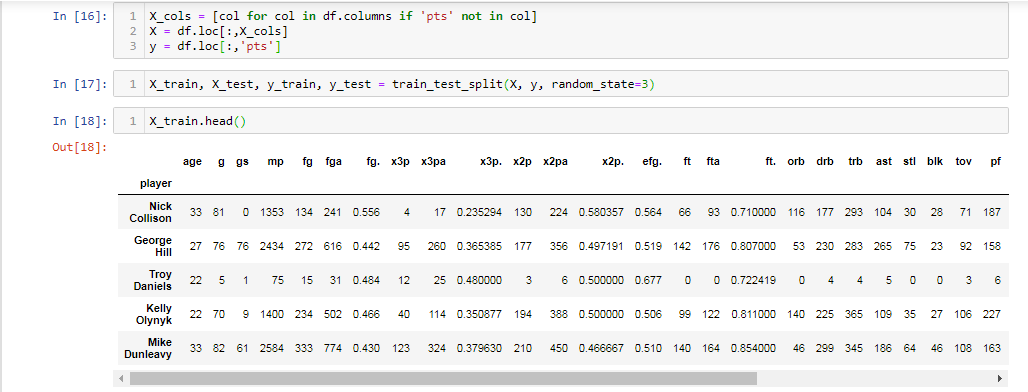 In [16]: 1 X_cols = [col for col in df.columns if 'pts' not in col]
2 X = df.loc[:,X_cols]
3 y = df.loc[:,'pts']
In [17]: 1 X_train, X_test, y_train, y_test = train_test_split(X, y, random_state=3)
In [18]: 1 X_train.head()
Out[18]:
age g gs mp fg fga fg. x3p x3pa x3p. x2p x2pa x2p. efg. ft fta ft. orb drb trb ast stl blk tov pf
player
Nick Collison 33 81 0 1353 134 241 0.556 4 17 0.235294 130 224 0.580357 0.564 66 93 0.710000 116 177 293 104 30 28 71 187
George Hill 27 76 76 2434 272 616 0.442 95 260 0.365385 177 356 0.497191 0.519 142 176 0.807000 53 230 283 265 75 23 92 158
Troy Daniels 22 5 1 75 15 31 0.484 12 25 0.480000 3 6 0.500000 0.677 0 0 0.722419 0 4 4 5 0 0 3 6
Kelly Olynyk 22 70 9 1400 234 502 0.466 40 114 0.350877 194 388 0.500000 0.506 99 122 0.811000 140 225 365 109 35 27 106 227
Mike Dunleavy 33 82 61 2584 333 774 0.430 123 324 0.379630 210 450 0.466667 0.510 140 164 0.854000 46 299 345 186 64 46 108 163